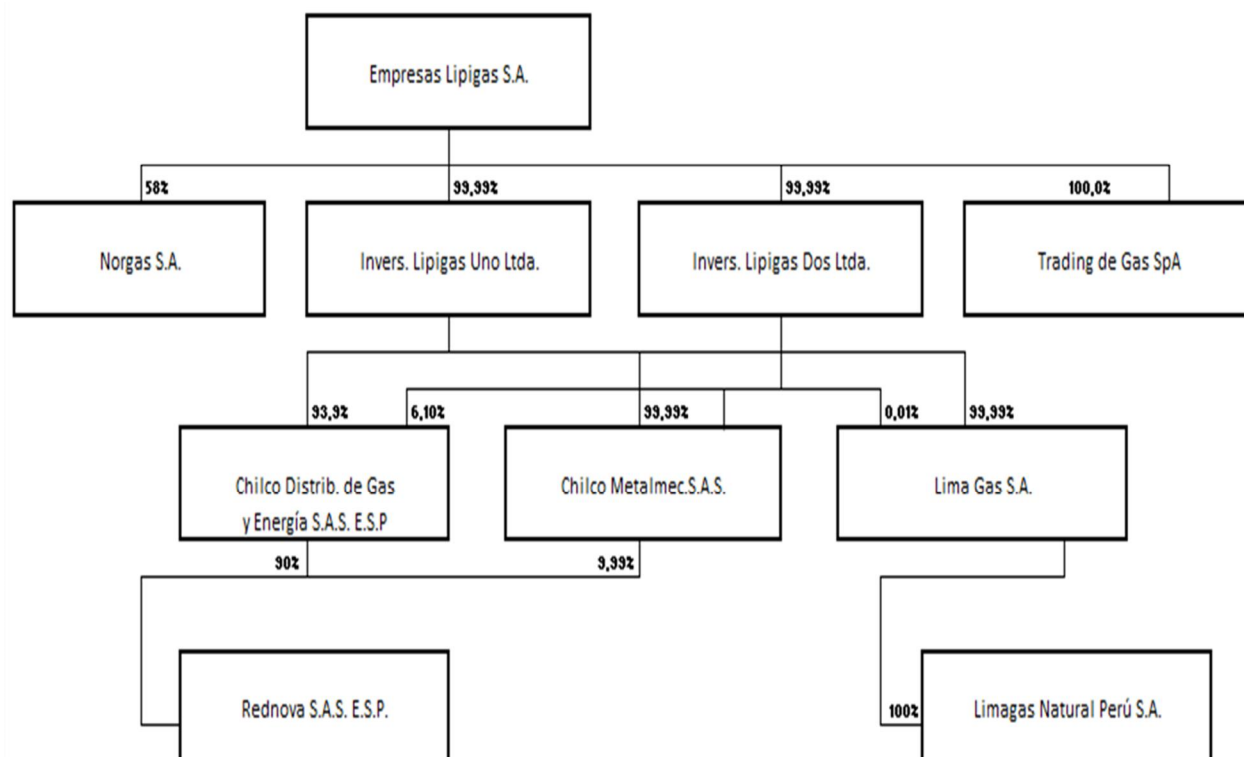 Empresas Lipigas S.A.
58%
99,99%
99,99%
100,0%
Norgas S.A.
Invers. Lipigas Uno Ltda.
Invers. Lipigas Dos Ltda.
Trading de Gas SpA
93,9%
6,10%
99,99%
0,01%
99,99%
Chilco Distrib. de Gas
y Energía S.A.S. E.S.P
Chilco Metalmec.S.A.S.
Lima Gas S.A.
90%
9,99%
Rednova S.A.S. E.S.P.
100%
Limagas Natural Perú S.A.